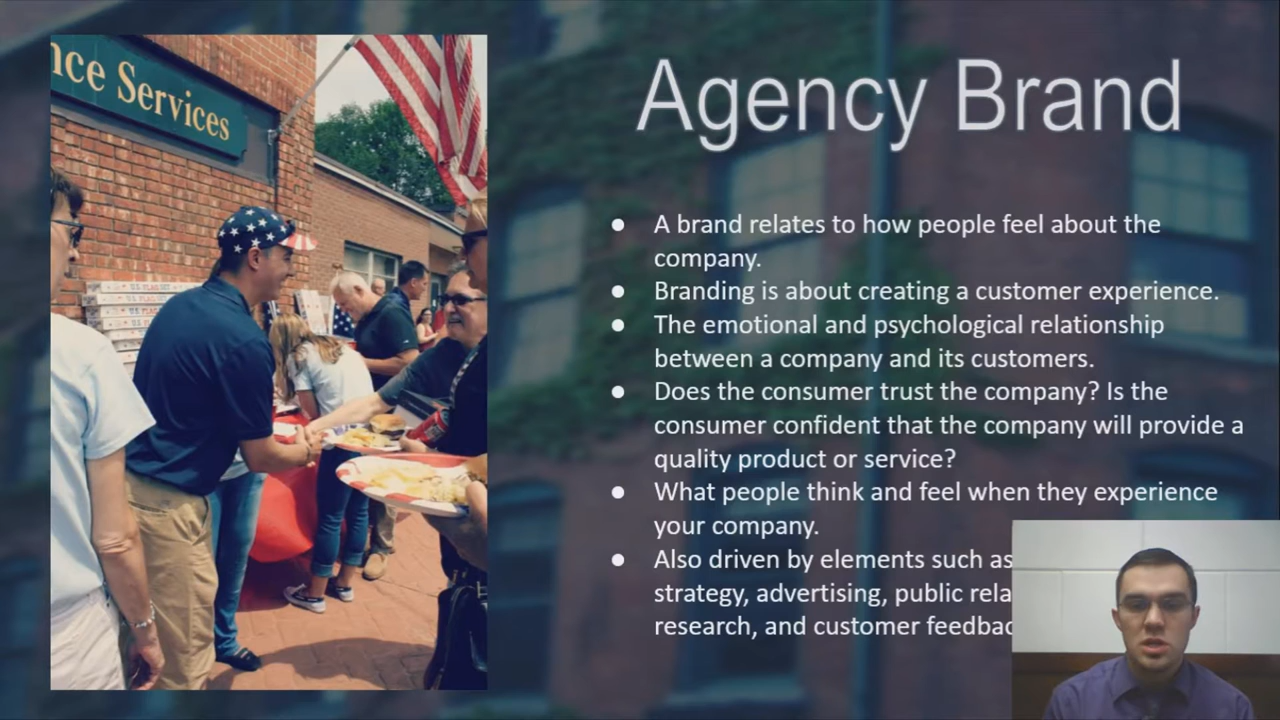 nce Services
Agency Brand
● A brand relates to how people feel about the
company.
● Branding is about creating a customer experience.
● The emotional and psychological relationship
between a company and its customers.
● Does the consumer trust the company? Is the
consumer confident that the company will provide a
quality product or service?
● What people think and feel when they experience
your company.
● Also driven by elements such as
strategy, advertising, public rela
research, and customer feedbac